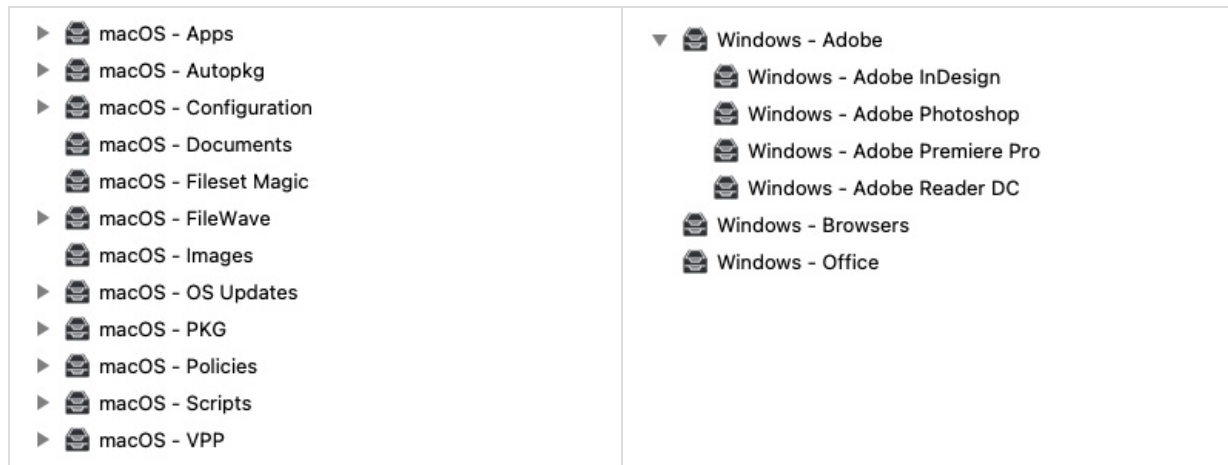 macOS - Apps
macOS - Autopkg
macOS - Configuration
macOS - Documents
macOS - Fileset Magic
macOS - FileWave
macOS - Images
macOS - OS Updates
macOS - PKG
macOS - Policies
macOS - Scripts
macOS - VPP
Windows - Adobe
Windows - Adobe InDesign
Windows - Adobe Photoshop
Windows - Adobe Premiere Pro
Windows - Adobe Reader DC
Windows - Browsers
Windows - Office